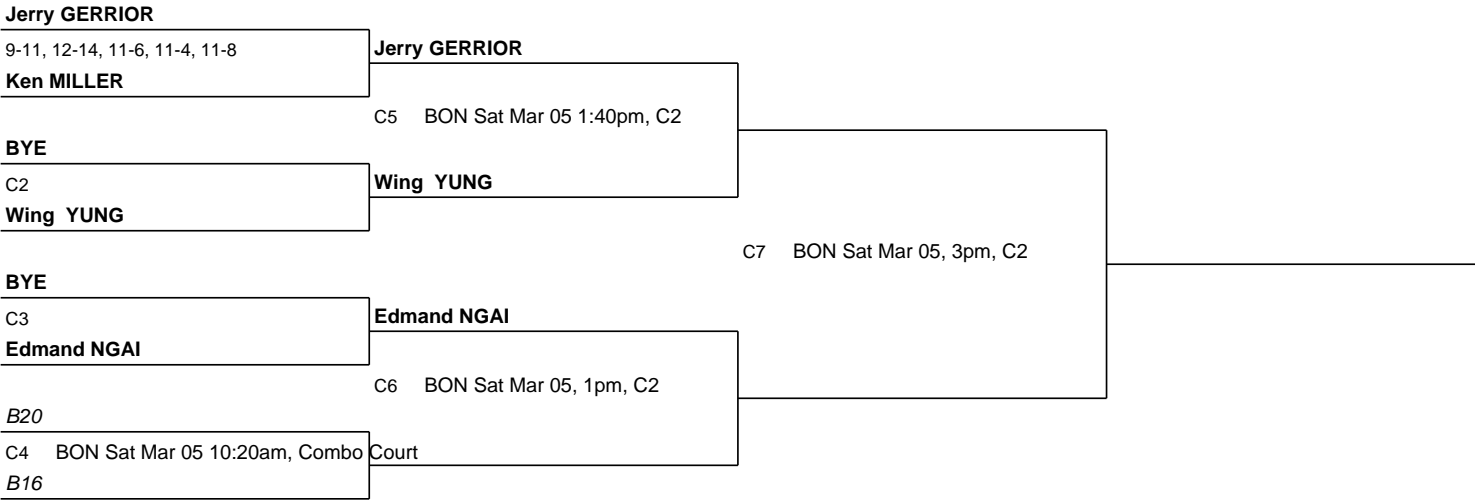 Jerry GERRIOR
9-11, 12-14, 11-6, 11-4, 11-8
Jerry GERRIOR
Ken MILLER
C5 BON Sat Mar 05 1:40pm, C2
BYE
C2
Wing YUNG
Wing YUNG
C7 BON Sat Mar 05, 3pm, C2
BYE
C3
Edmand NGAI
Edmand NGAI
C6 BON Sat Mar 05, 1pm, C2
B20
C4 BON Sat Mar 05 10:20am, Combo Court
B16